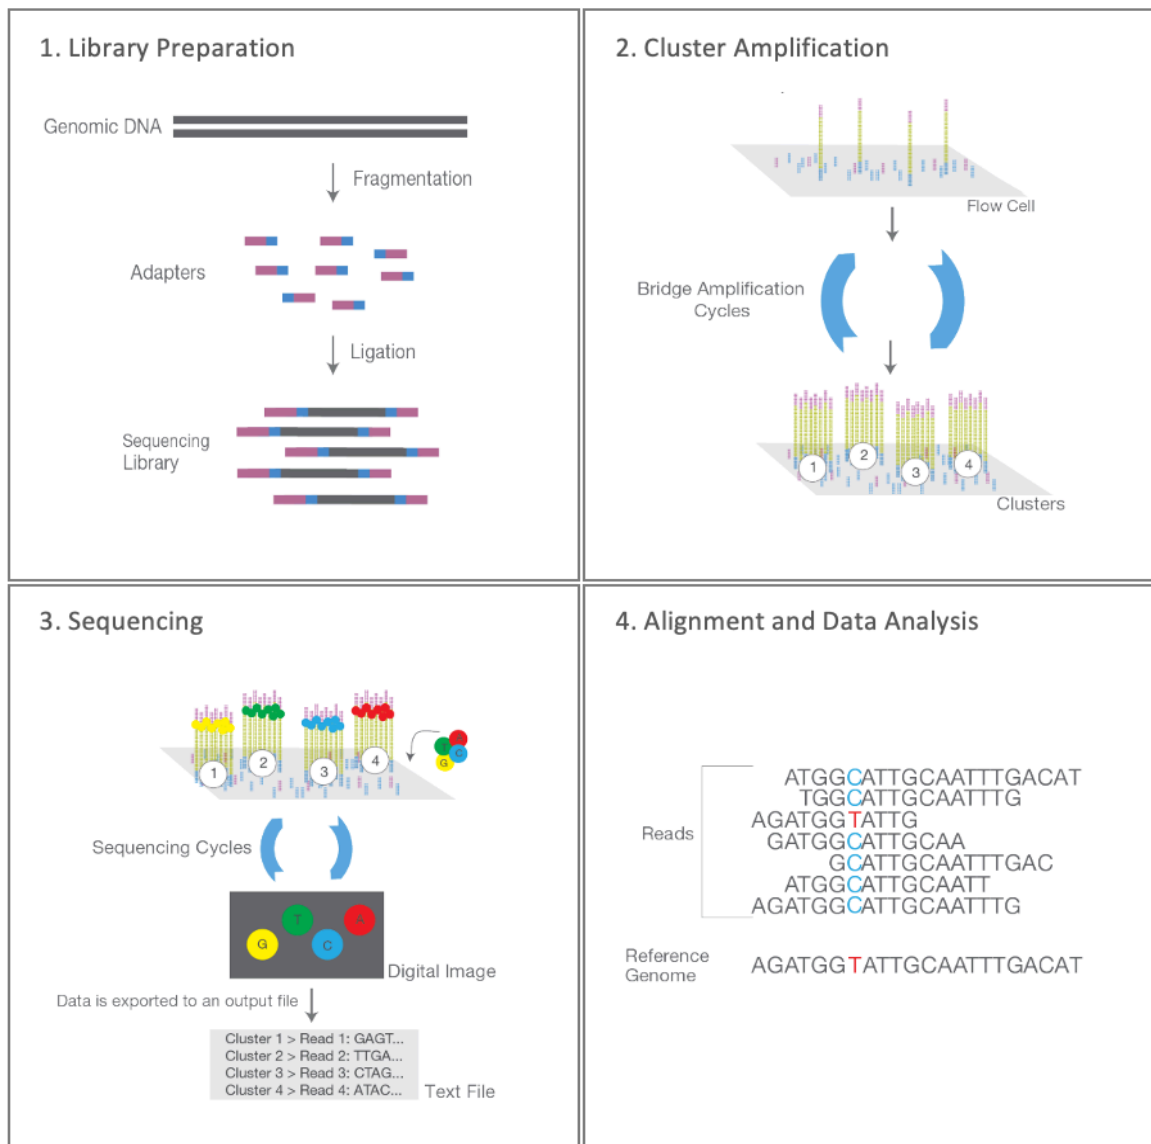 1. Library Preparation
Genomic DNA
Fragmentation
Adapters
Ligation
Sequencing
Library
2. Cluster Amplification
Flow Cell
Bridge Amplification
Cycles
1
2
3
4
Clusters
3. Sequencing
1
2
3
4
A
T
C
G
Sequencing Cycles
T
A
G
C
Digital Image
Data is exported to an output file
Cluster 1 > Read 1: GAGT...
Cluster 2 > Read 2: TTGA...
Cluster 3 > Read 3: CTAG...
Cluster 4 > Read 4: ATAC...
Text File
4. Alignment and Data Analysis
Reads
ATGGCATTGCAATTTGACAT
TGGCATTGCAATTTG
AGATGGTATTG
GATGGCATTGCAA
GCATTGCAATTTGAC
ATGGCATTGCAATT
AGATGGCATTGCAATTTG
Reference
Genome
AGATGGTATTGCAATTTGACAT